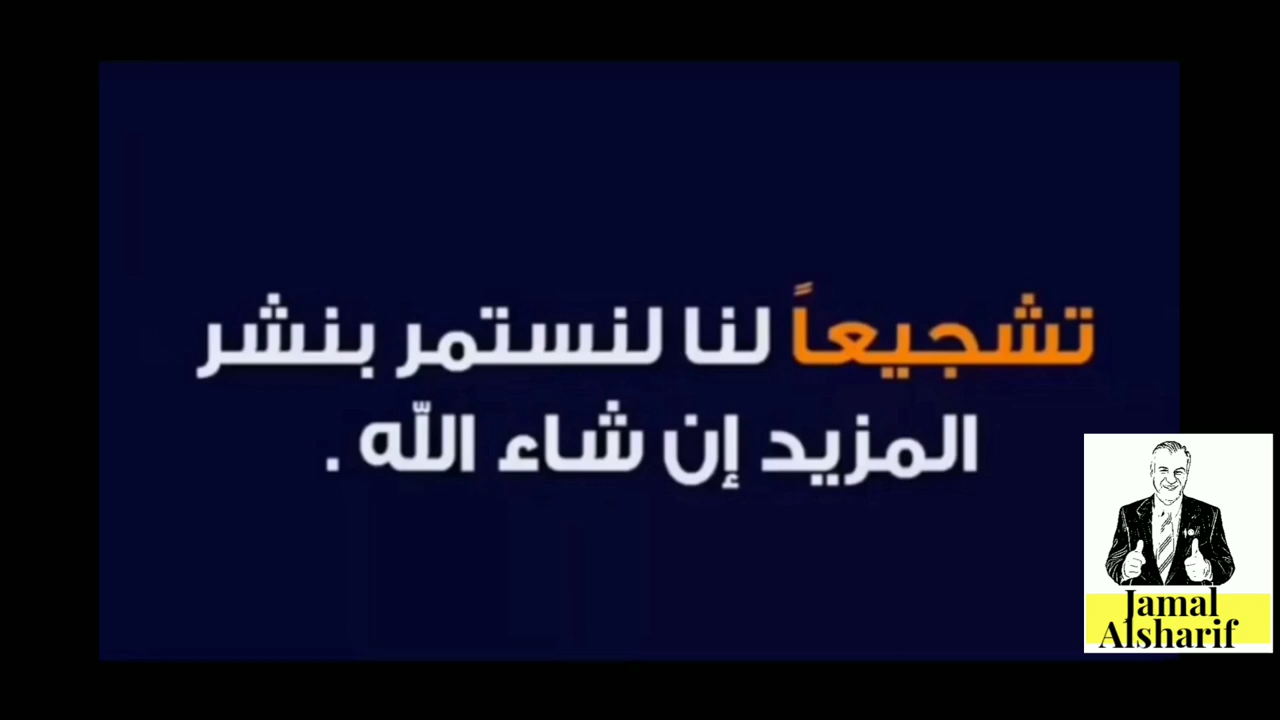 تشجيعاً لنا لنستمر بنشر
المزيد إن شاء الله .
Jamal
Alsharif